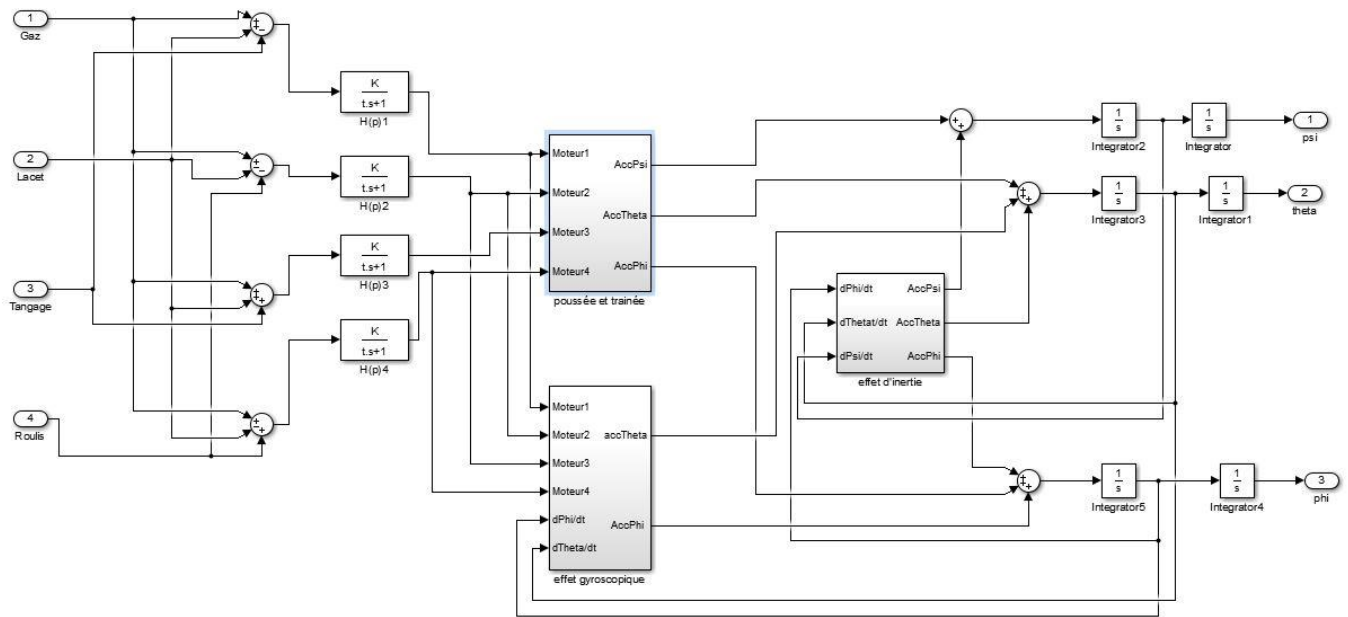 1
Gaz
2
Lacet
3
Tangage
4
Roulis
K
t.s+1
H(p)1
K
t.s+1
H(p)2
K
t.s+1
H(p)3
K
t.s+1
H(p)4
Moteur1
Moteur2
Moteur3
Moteur4
AccPsi
AccTheta
AccPhi
poussée et trainée
Moteur1
Moteur2
Moteur3
Moteur4
dPhi/dt
dTheta/dt
accTheta
AccPhi
effet gyroscopique
dPhi/dt
dThetat/dt
dPsi/dt
AccPsi
AccTheta
AccPhi
effet d'inertie
1
s
Integrator2
1
s
Integrator
1
psi
1
s
Integrator3
1
s
Integrator1
2
theta
1
s
Integrator5
1
s
Integrator4
3
phi